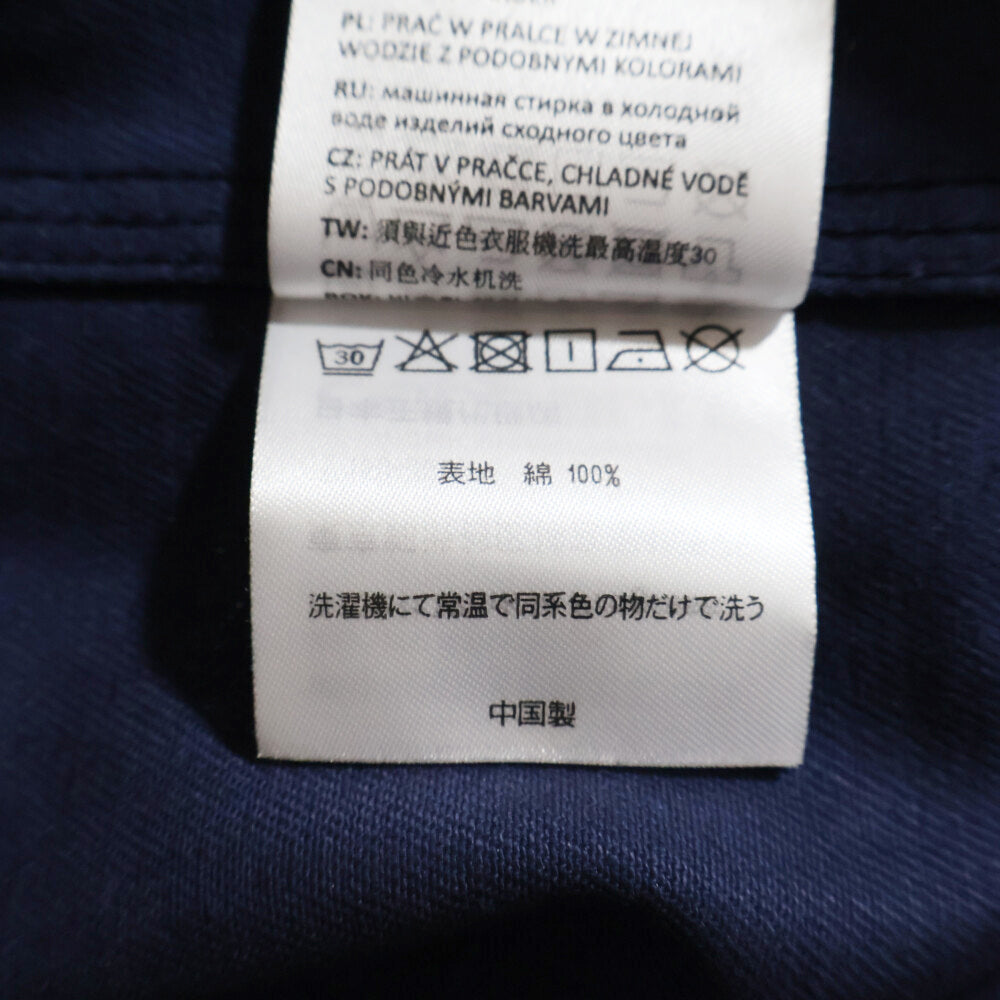 PL: PRAĆ W PRALCE W ZIMNEJ
WODZIE Z PODOBNYMI KOLORAMI
RU: машинная стирка в холодной
воде изделий сходного цвета
CZ: PRÁT V PRAČCE, CHLADNÉ VODĚ
S PODOBNÝMI BARVAMI
TW: 須與近色衣服機洗最高溫度30
CN: 同色冷水机洗
30
表地 綿 100%
洗濯機にて常温で同系色の物だけで洗う
中国製